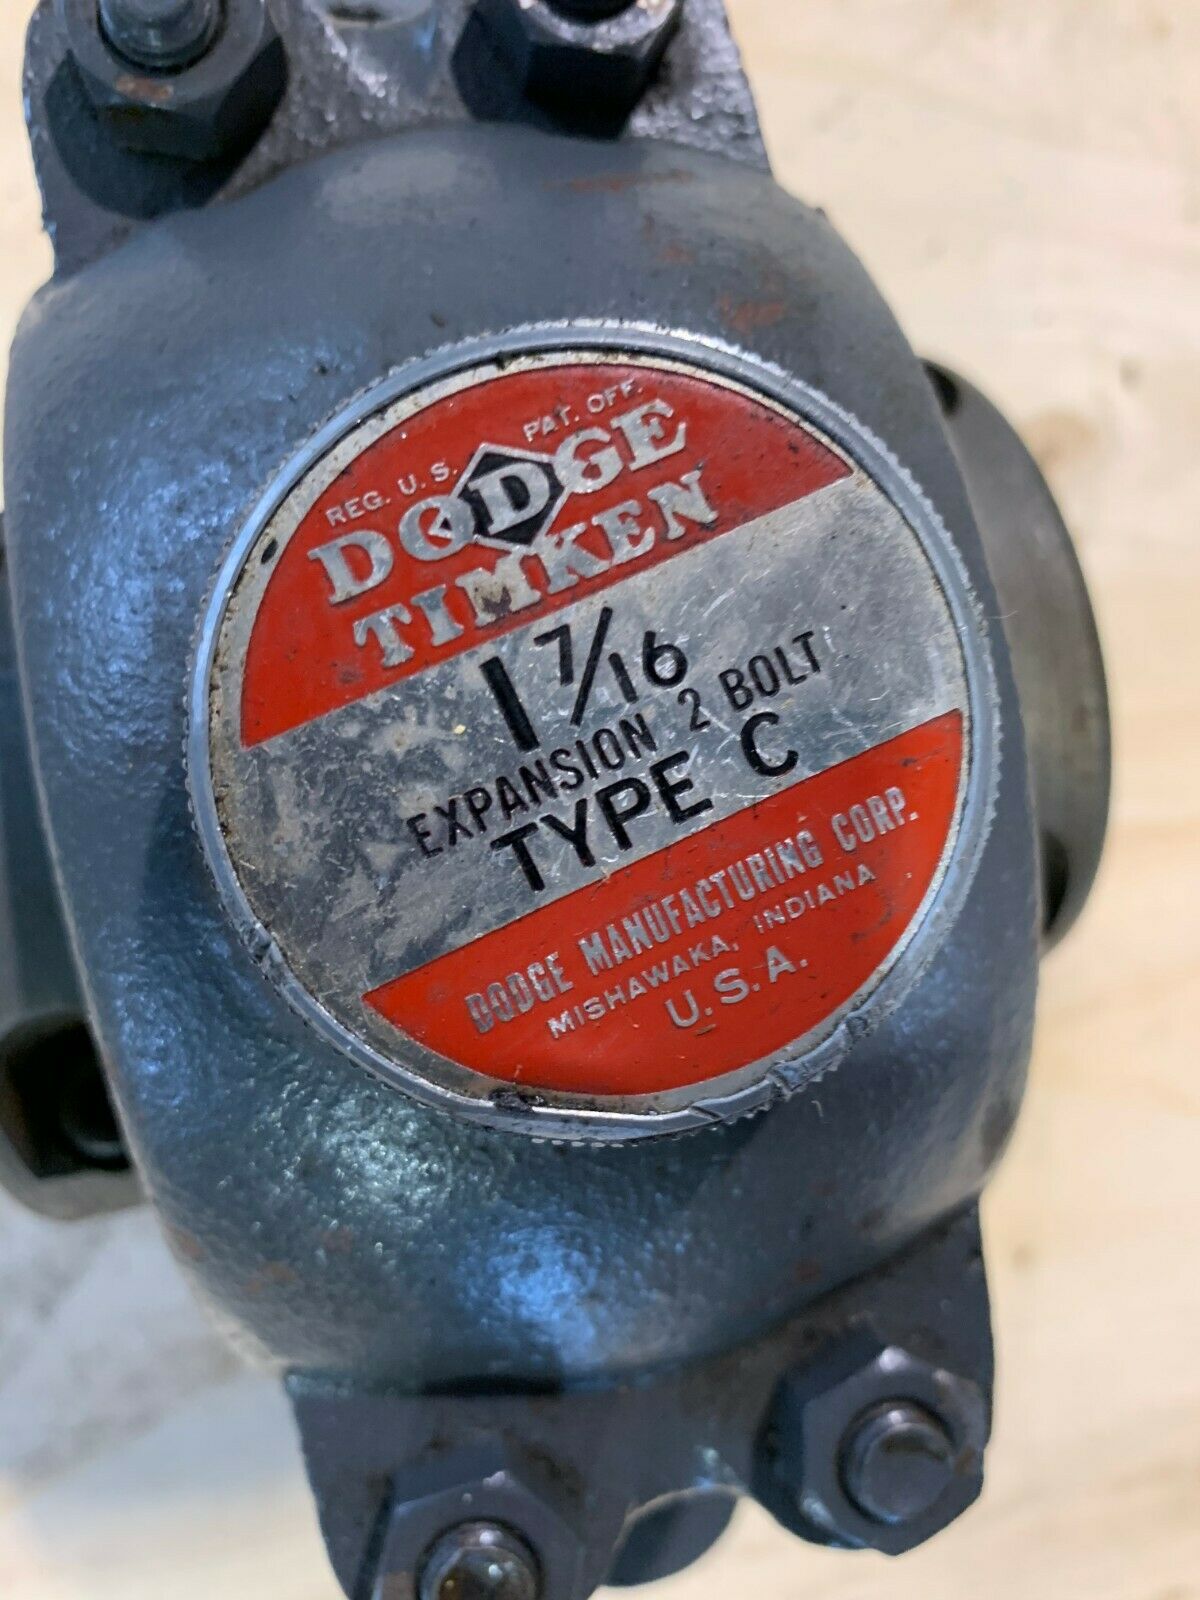 REG. U.S. PAT. OFF.
DODGE
TIMKEN
1 7/16
EXPANSION 2 BOLT
TYPE C
DODGE MANUFACTURING CORP.
MISHAWAKA, INDIANA
U.S.A.